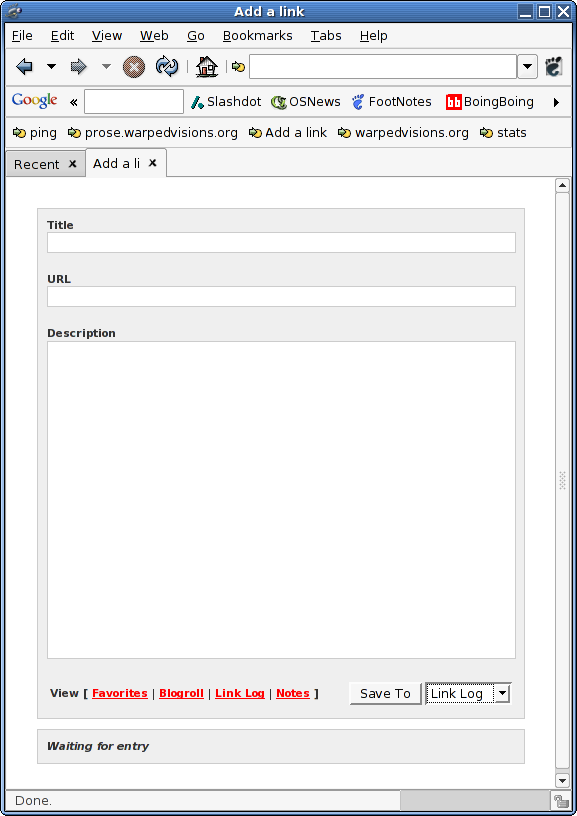 Add a link
File Edit View Web Go Bookmarks Tabs Help
Google « Slashdot OSNews FootNotes bb BoingBoing
ping prose.warpedvisions.org Add a link warpedvisions.org stats
Recent x Add a li x
Title
URL
Description
View [ Favorites | Blogroll | Link Log | Notes ] Save To Link Log
Waiting for entry
Done.